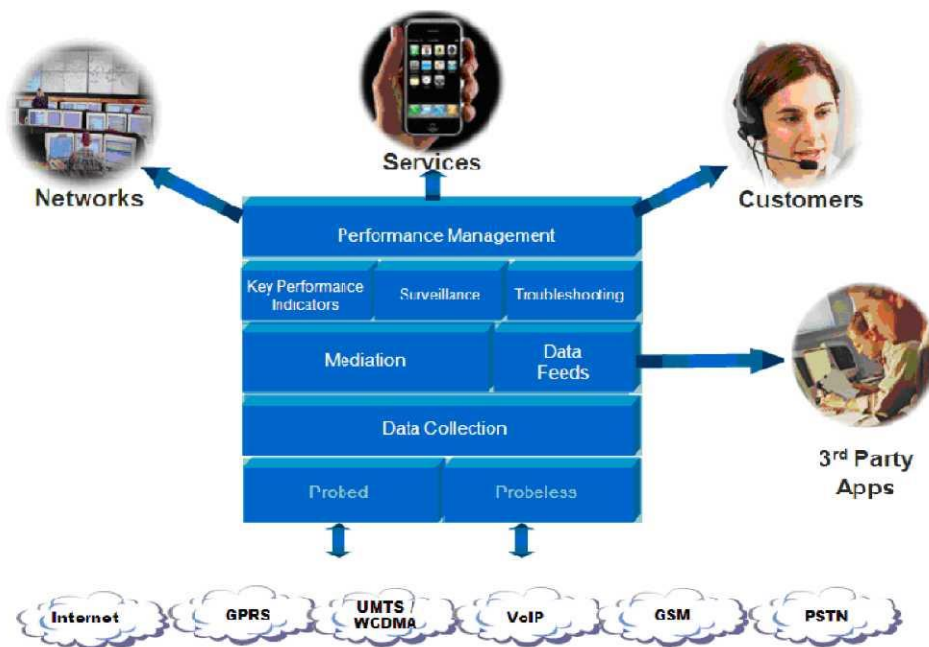 Services
Networks
Customers
Performance Management
Key Performance
Indicators
Surveillance
Troubleshooting
Mediation
Data
Feeds
Data Collection
3rd Party
Apps
Probed
Probeless
Internet
GPRS
UMTS /
WCDMA
VoIP
GSM
PSTN